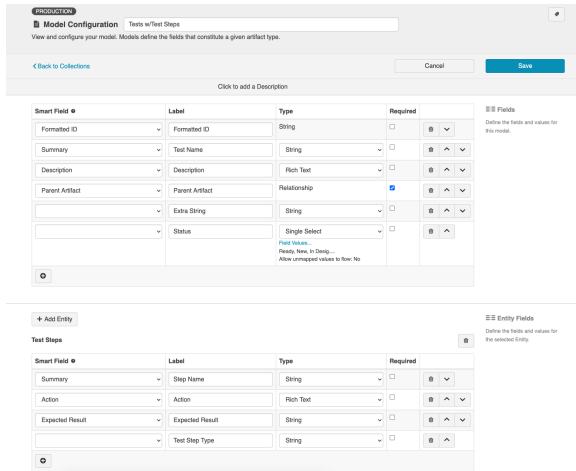 PRODUCTION
Model Configuration Tests w/Test Steps
View and configure your model. Models define the fields that constitute a given artifact type.
Back to Collections Cancel Save
Click to add a Description
Smart Field Label Type Required
Formatted ID Formatted ID String
Summary Test Name String
Description Description Rich Text
Parent Artifact Parent Artifact Relationship
Extra String String
Status Single Select
Field Values...
Ready, New, In Desig....
Allow unmapped values to flow: No
Fields
Define the fields and values for
this model.
+ Add Entity
Test Steps
Smart Field Label Type Required
Summary Step Name String
Action Action Rich Text
Expected Result Expected Result String
Test Step Type String
Entity Fields
Define the fields and values for
the selected Entity.